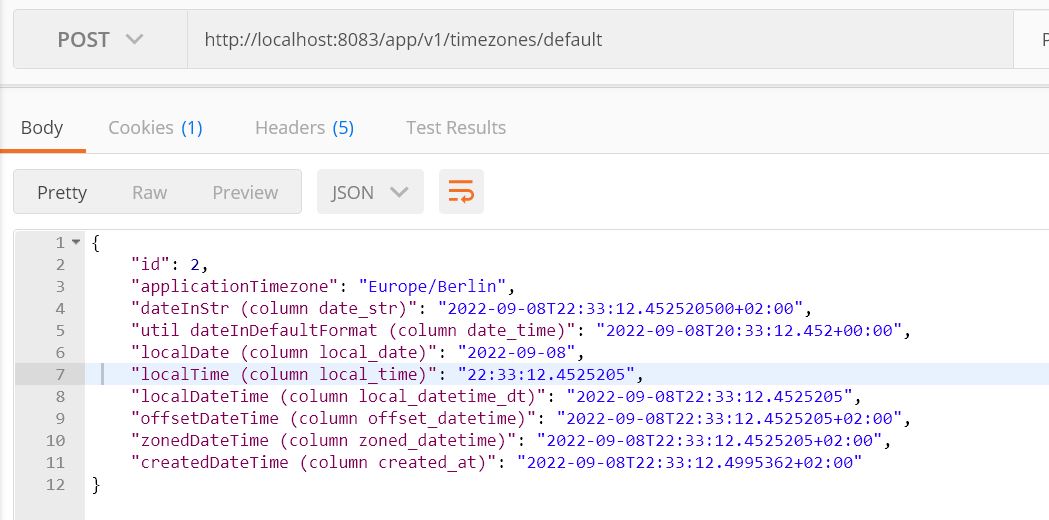 POST http://localhost:8083/app/v1/timezones/default P
Body Cookies (1) Headers (5) Test Results
Pretty Raw Preview JSON
1 {
2 "id": 2,
3 "applicationTimezone": "Europe/Berlin",
4 "dateInStr (column date_str)": "2022-09-08T22:33:12.452520500+02:00",
5 "util dateInDefaultFormat (column date_time)": "2022-09-08T20:33:12.452+00:00",
6 "localDate (column local_date)": "2022-09-08",
7 "localTime (column local_time)": "22:33:12.4525205",
8 "localDateTime (column local_datetime_dt)": "2022-09-08T22:33:12.4525205",
9 "offsetDateTime (column offset_datetime)": "2022-09-08T22:33:12.4525205+02:00",
10 "zonedDateTime (column zoned_datetime)": "2022-09-08T22:33:12.4525205+02:00",
11 "createdDateTime (column created_at)": "2022-09-08T22:33:12.4995362+02:00"
12 }